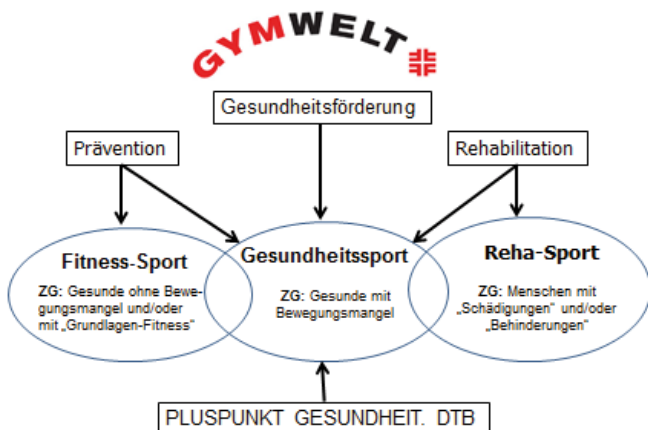 GYMWELT
Gesundheitsförderung
Prävention
Rehabilitation
Fitness-Sport
ZG: Gesunde ohne Bewe-
gungsmangel und/oder
mit „Grundlagen-Fitness“
Gesundheitssport
ZG: Gesunde mit
Bewegungsmangel
Reha-Sport
ZG: Menschen mit
„Schädigungen“ und/oder
„Behinderungen“
PLUSPUNKT GESUNDHEIT. DTB